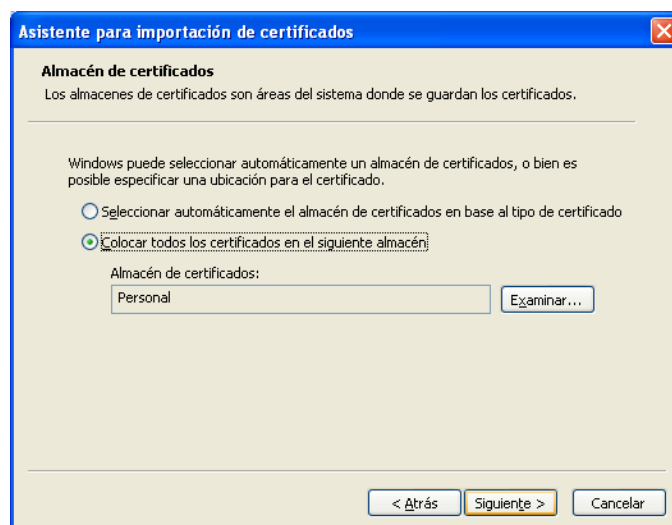 Asistente para importación de certificados
Almacén de certificados
Los almacenes de certificados son áreas del sistema donde se guardan los certificados.
Windows puede seleccionar automáticamente un almacén de certificados, o bien es
posible especificar una ubicación para el certificado.
Seleccionar automáticamente el almacén de certificados en base al tipo de certificado
Colocar todos los certificados en el siguiente almacén
Almacén de certificados:
Personal
Examinar...
< Atrás
Siguiente >
Cancelar